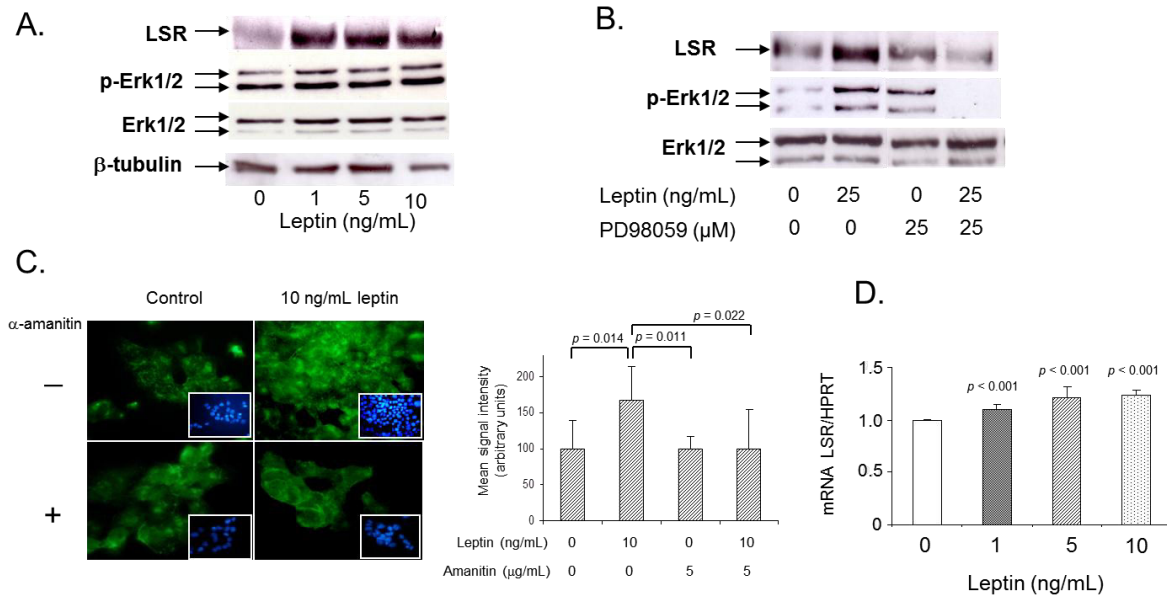 A.
LSR
p-Erk1/2
Erk1/2
β-tubulin
0 1 5 10
Leptin (ng/mL)
B.
LSR
p-Erk1/2
Erk1/2
Leptin (ng/mL) 0 25 0 25
PD98059 (μM) 0 0 25 25
C.
Control 10 ng/mL leptin
α-amanitin
–
+
Mean signal intensity
(arbitrary units)
p = 0.022
p = 0.014 p = 0.011
200
150
100
50
0
Leptin (ng/mL) 0 10 0 10
Amanitin (μg/mL) 0 0 5 5
D.
mRNA LSR/HPRT
1.5
1.0
0.5
0
p < 0.001 p < 0.001 p < 0.001
0 1 5 10
Leptin (ng/mL)